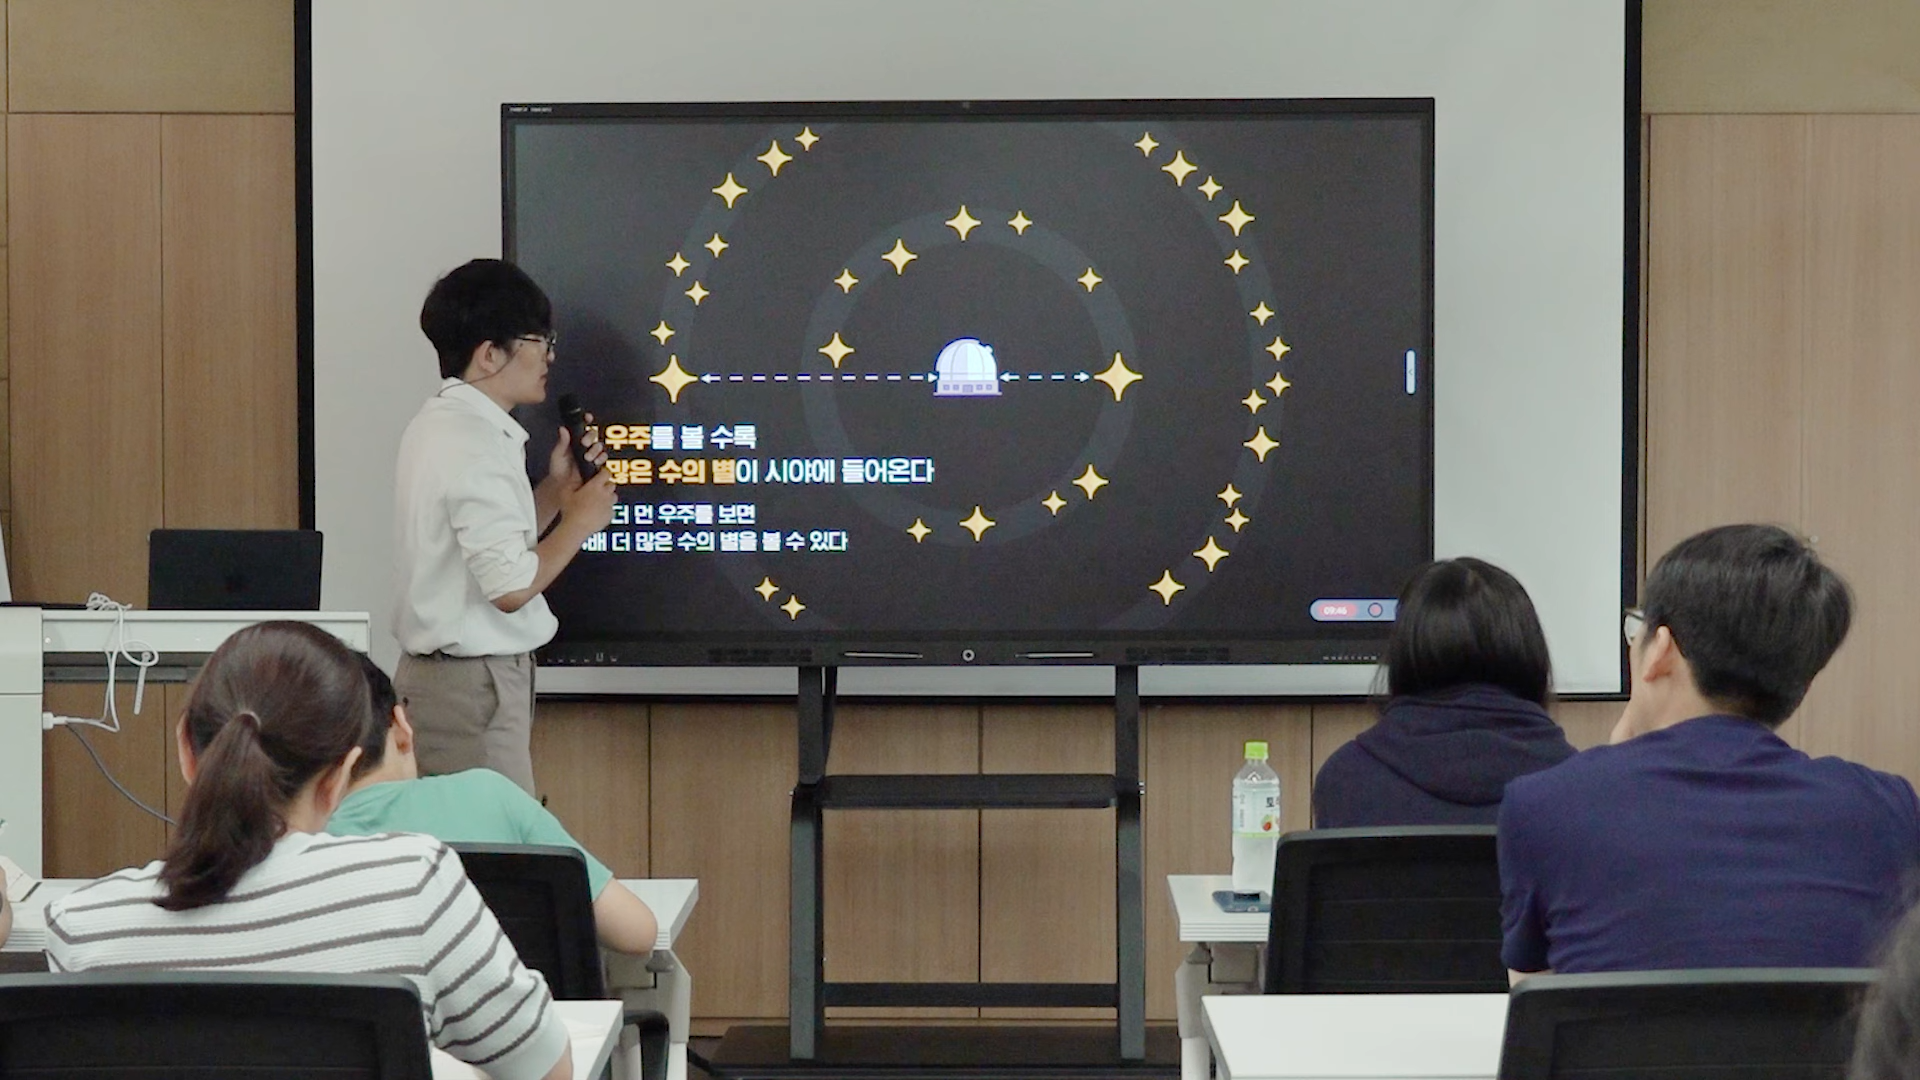 우주를 볼 수록
많은 수의 별이 시야에 들어온다
더 먼 우주를 보면
배 더 많은 수의 별을 볼 수 있다
09:46